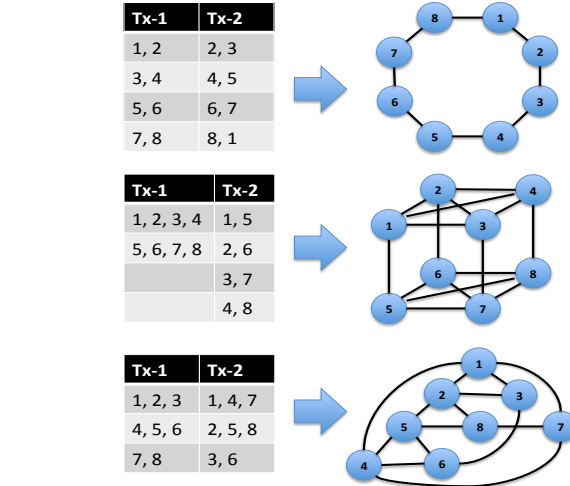 Tx-1 Tx-2
1, 2 2, 3
3, 4 4, 5
5, 6 6, 7
7, 8 8, 1
8 1
7 2
6 3
5 4
Tx-1 Tx-2
1, 2, 3, 4 1, 5
5, 6, 7, 8 2, 6
3, 7
4, 8
2 4
1 3
6 8
5 7
Tx-1 Tx-2
1, 2, 3 1, 4, 7
4, 5, 6 2, 5, 8
7, 8 3, 6
1
2 3
5 8 7
4 6